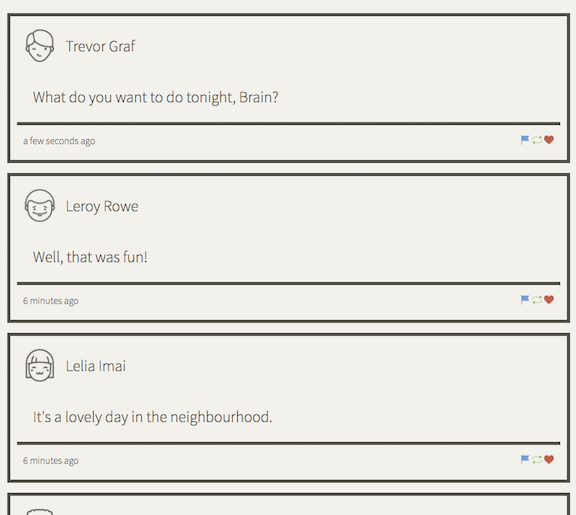 Trevor Graf
What do you want to do tonight, Brain?
a few seconds ago
Leroy Rowe
Well, that was fun!
6 minutes ago
Lelia Imai
It's a lovely day in the neighbourhood.
6 minutes ago